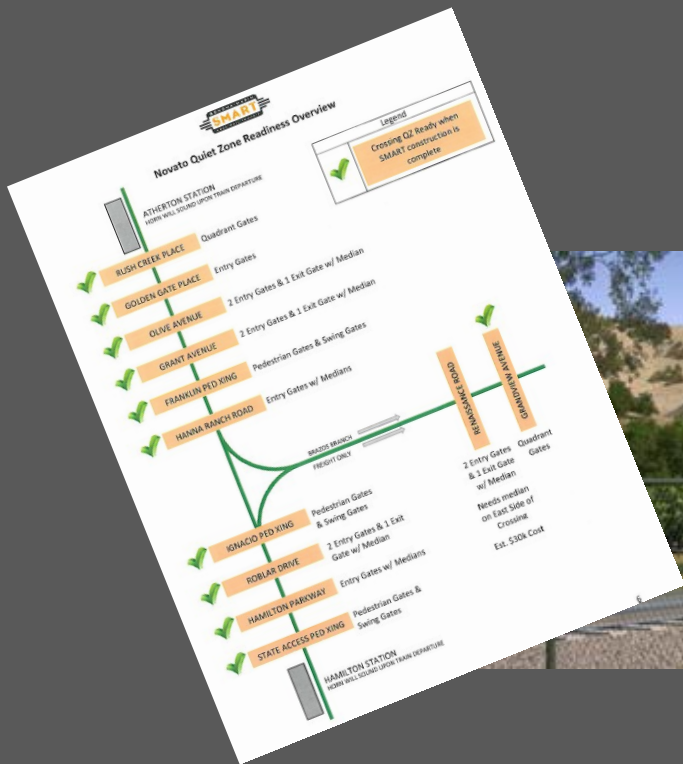 SMART
Novato Quiet Zone Readiness Overview
Legend
Crossing QZ Ready when
SMART construction is
complete
ATHERTON STATION
HORN WILL SOUND UPON TRAIN DEPARTURE
RUSH CREEK PLACE
Quadrant Gates
GOLDEN GATE PLACE
Entry Gates
OLIVE AVENUE
2 Entry Gates & 1 Exit Gate w/ Median
GRANT AVENUE
2 Entry Gates & 1 Exit Gate w/ Median
FRANKLIN PED XING
Pedestrian Gates & Swing Gates
HANNA RANCH ROAD
Entry Gates w/ Medians
BRAZOS BRANCH
FREIGHT ONLY
RENAISSANCE ROAD
GRANDVIEW AVENUE
2 Entry Gates
& 1 Exit Gate
w/ Median
Quadrant
Gates
Needs median
on East Side of
Crossing
Est. $30k Cost
IGNACIO PED XING
Pedestrian Gates
& Swing Gates
ROBLAR DRIVE
2 Entry Gates & 1 Exit
Gate w/ Median
HAMILTON PARKWAY
Entry Gates w/ Medians
STATE ACCESS PED XING
Pedestrian Gates &
Swing Gates
HAMILTON STATION
HORN WILL SOUND UPON TRAIN DEPARTURE
6